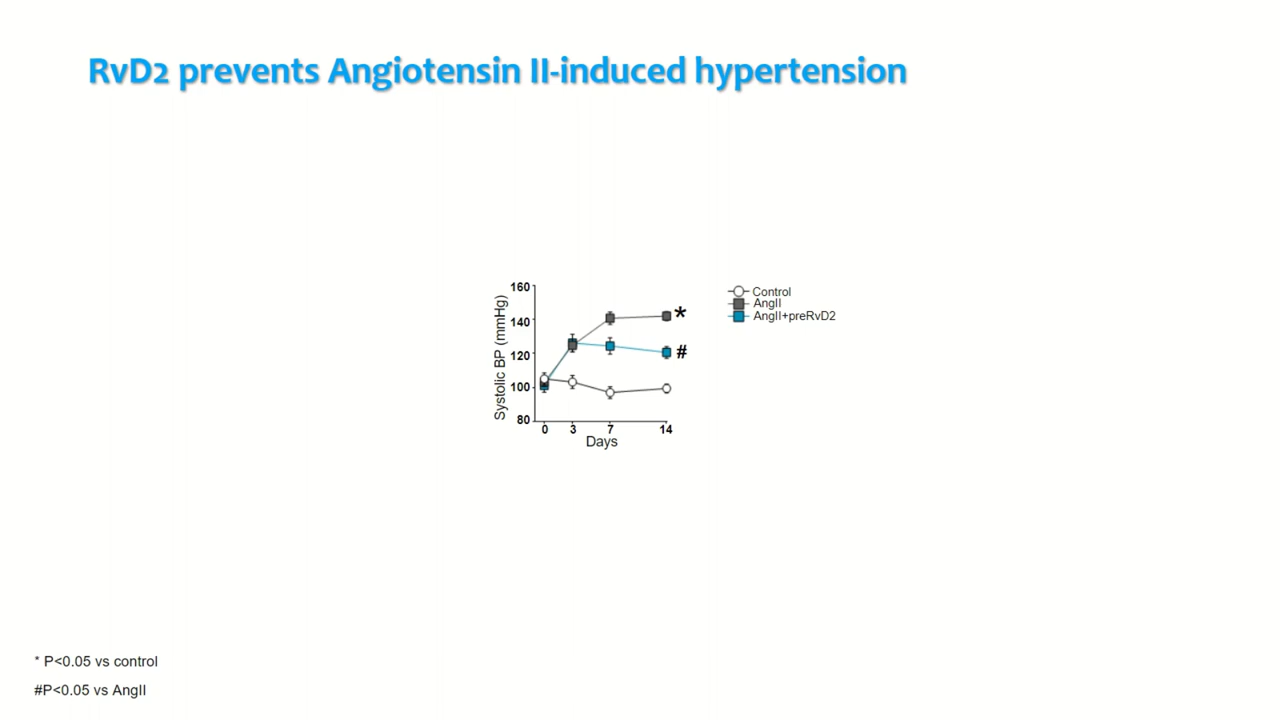 RvD2 prevents Angiotensin II-induced hypertension
160
140
120
100
80
Systolic BP (mmHg)
*
#
0 3 7 14
Days
Control
AngII
AngII+preRvD2
* P<0.05 vs control
#P<0.05 vs AngII